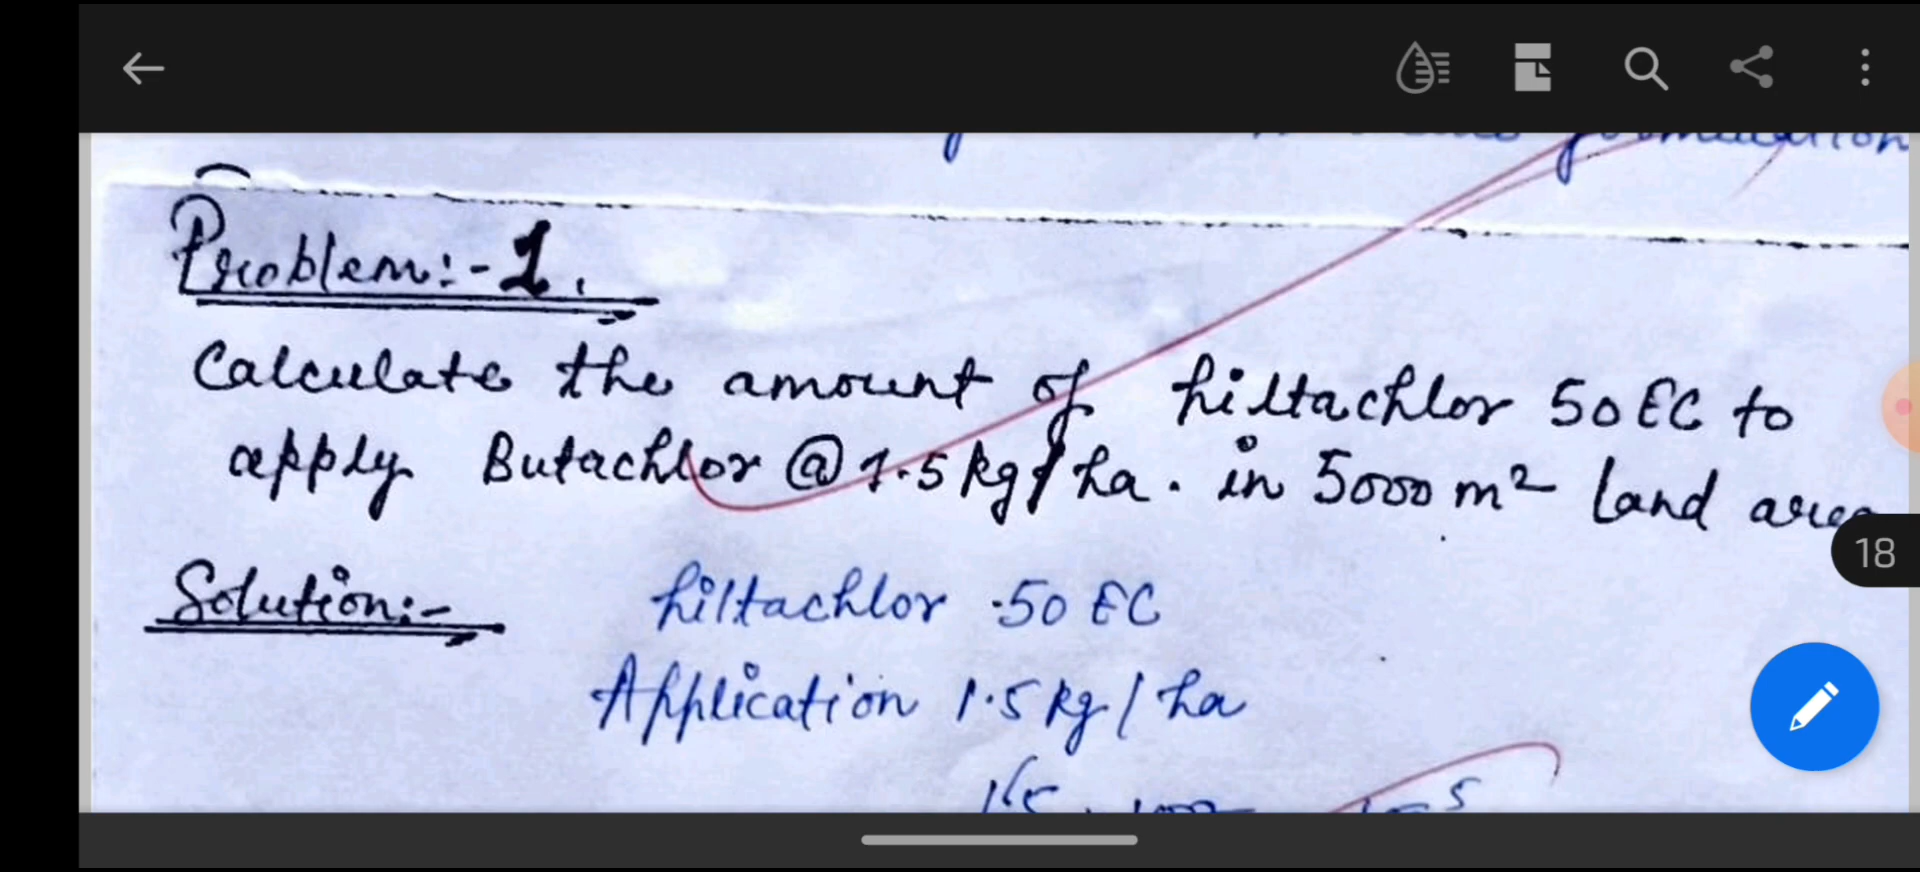 formulation
Problem:- 1.
Calculate the amount of hiltachlor 50 EC to
apply Butachlor @ 1.5 kg/ha. in 5000 m² land area
18
Solution:- hiltachlor 50 EC
Application 1.5 kg/ha